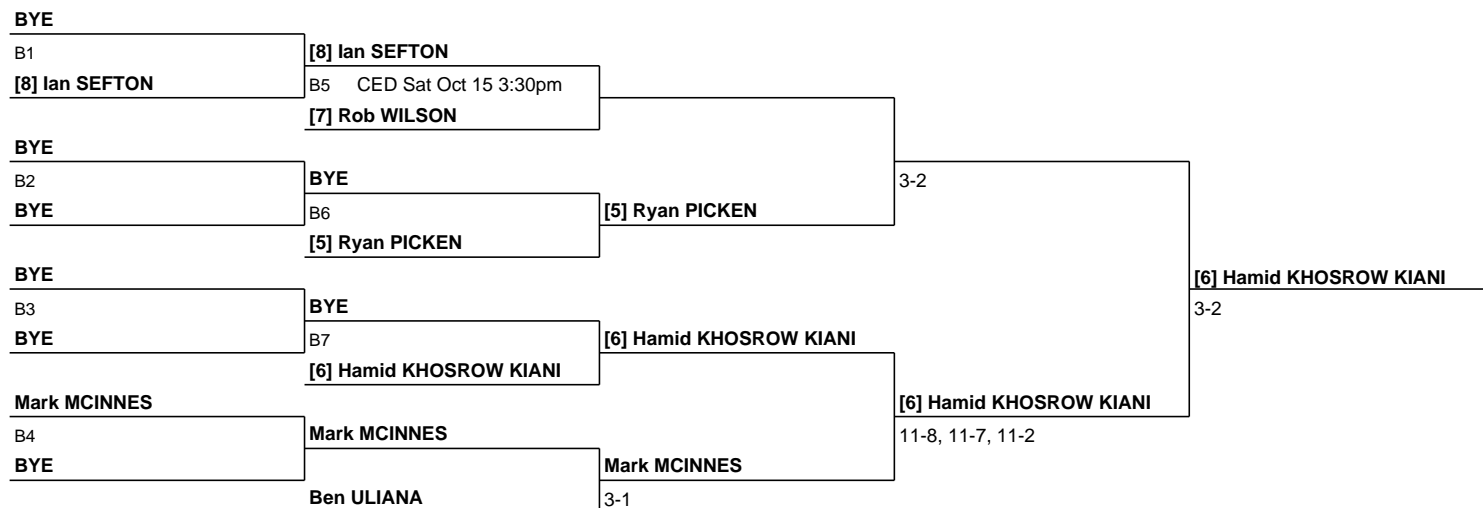 BYE
B1
[8] Ian SEFTON
[8] Ian SEFTON
B5 CED Sat Oct 15 3:30pm
[7] Rob WILSON
BYE
B2
BYE
BYE
B6
[5] Ryan PICKEN
[5] Ryan PICKEN
3-2
BYE
B3
BYE
BYE
B7
[6] Hamid KHOSROW KIANI
[6] Hamid KHOSROW KIANI
[6] Hamid KHOSROW KIANI
3-2
Mark MCINNES
B4
BYE
Mark MCINNES
Ben ULIANA
Mark MCINNES
3-1
[6] Hamid KHOSROW KIANI
11-8, 11-7, 11-2